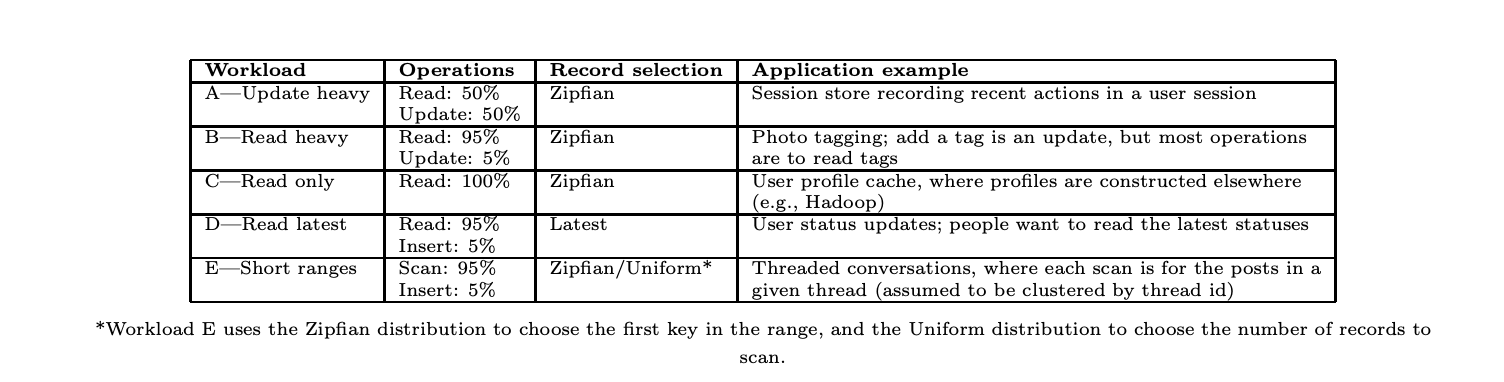 Workload Operations Record selection Application example
A—Update heavy Read: 50% Zipfian Session store recording recent actions in a user session
Update: 50%
B—Read heavy Read: 95% Zipfian Photo tagging; add a tag is an update, but most operations
Update: 5% are to read tags
C—Read only Read: 100% Zipfian User profile cache, where profiles are constructed elsewhere
(e.g., Hadoop)
D—Read latest Read: 95% Latest User status updates; people want to read the latest statuses
Insert: 5%
E—Short ranges Scan: 95% Zipfian/Uniform* Threaded conversations, where each scan is for the posts in a
Insert: 5% given thread (assumed to be clustered by thread id)
*Workload E uses the Zipfian distribution to choose the first key in the range, and the Uniform distribution to choose the number of records to
scan.